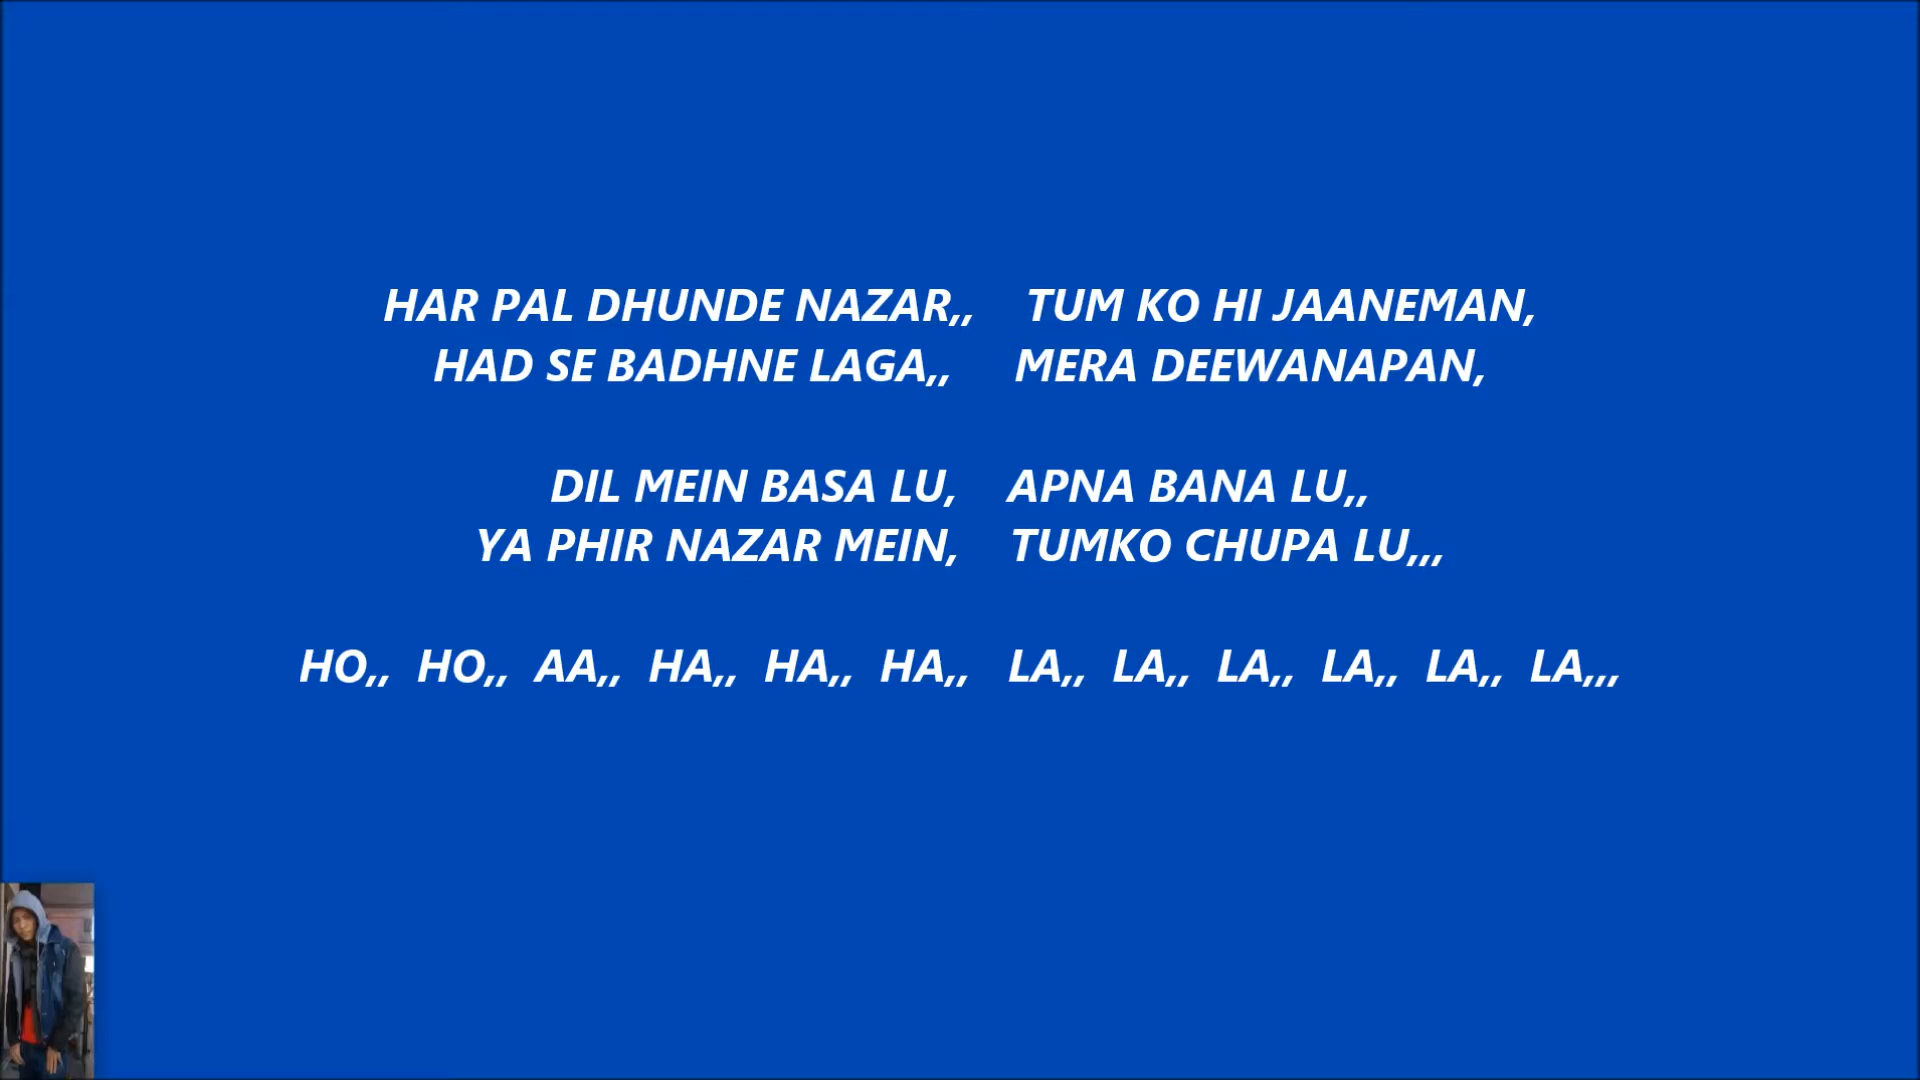 HAR PAL DHUNDE NAZAR,, TUM KO HI JAANEMAN,
HAD SE BADHNE LAGA,, MERA DEEWANAPAN,
DIL MEIN BASA LU, APNA BANA LU,,
YA PHIR NAZAR MEIN, TUMKO CHUPA LU,,,
HO,, HO,, AA,, HA,, HA,, HA,, LA,, LA,, LA,, LA,, LA,, LA,,,